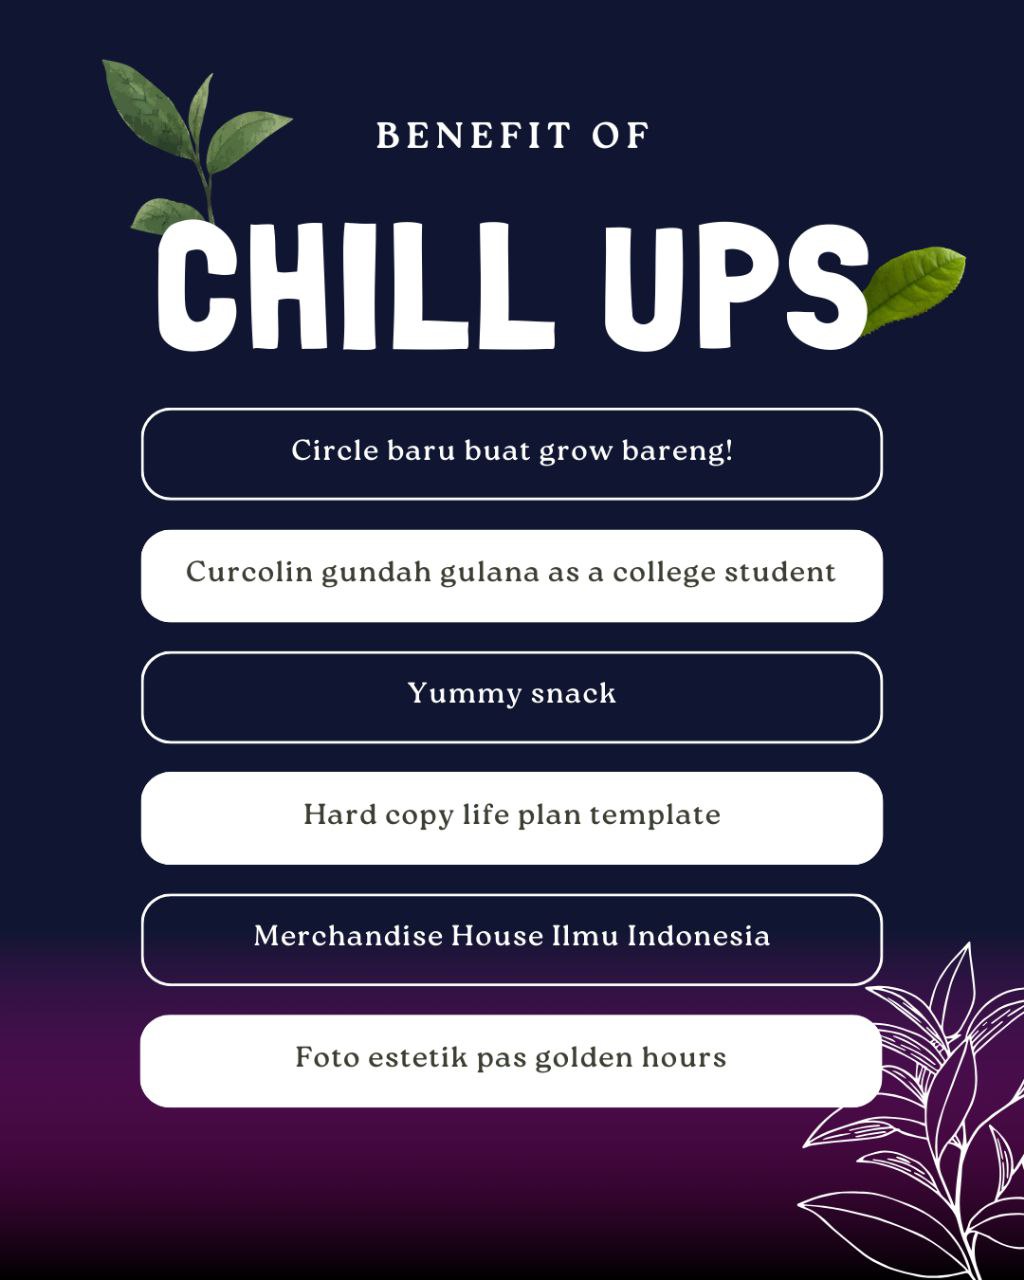 BENEFIT OF
CHILL UPS
Circle baru buat grow bareng!
Curcolin gundah gulana as a college student
Yummy snack
Hard copy life plan template
Merchandise House Ilmu Indonesia
Foto estetik pas golden hours